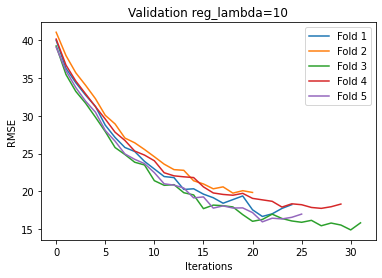 Validation reg_lambda=10
Fold 1
Fold 2
Fold 3
Fold 4
Fold 5
RMSE
40
35
30
25
20
15
0 5 10 15 20 25 30
Iterations